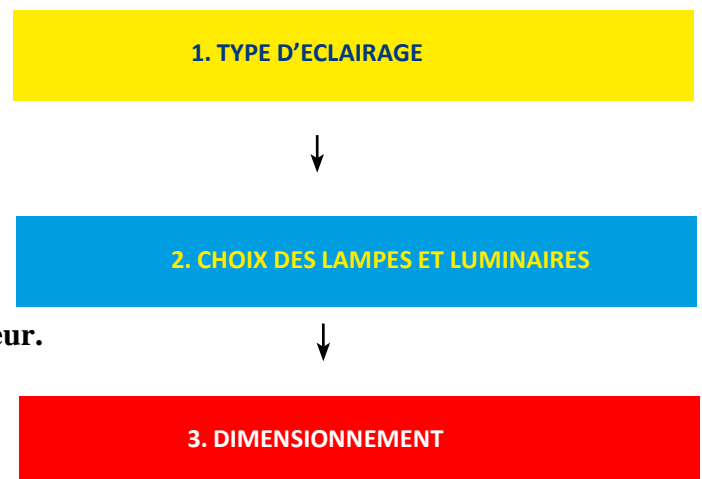 1. TYPE D’ECLAIRAGE
2. CHOIX DES LAMPES ET LUMINAIRES
eur.
3. DIMENSIONNEMENT